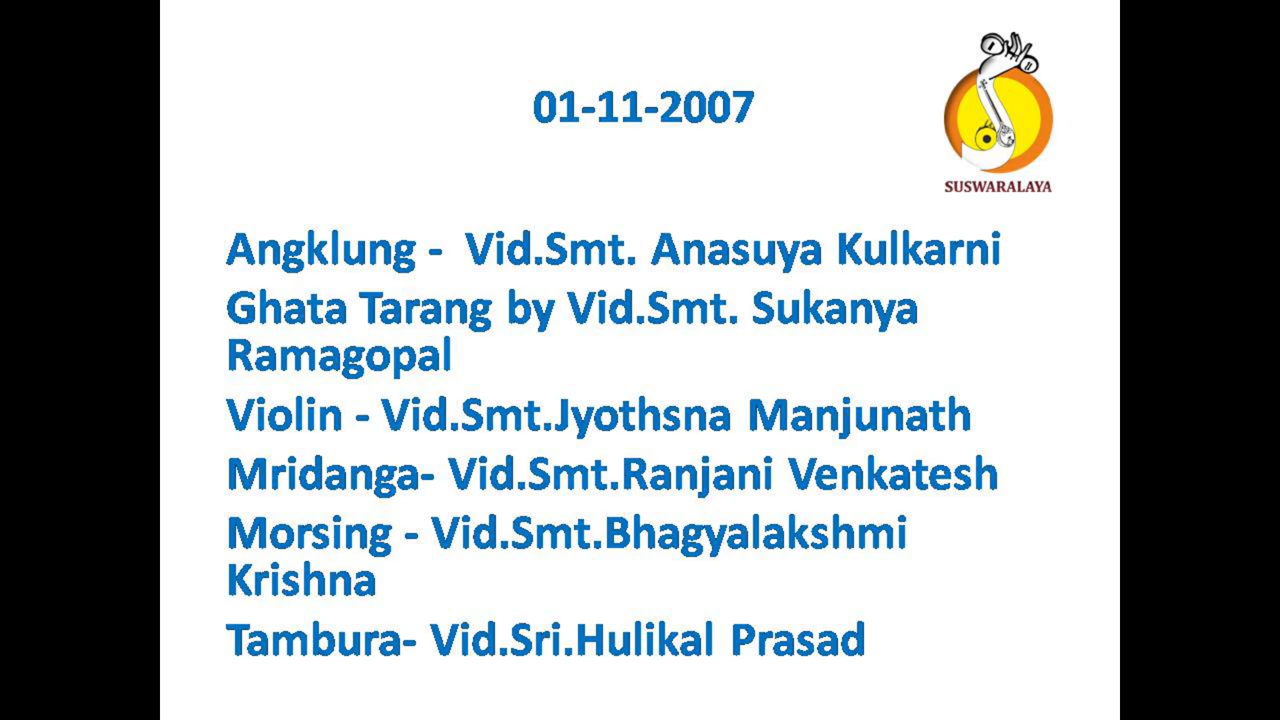 01-11-2007
SUSWARALAYA
Angklung -  Vid.Smt. Anasuya Kulkarni
Ghata Tarang by Vid.Smt. Sukanya
Ramagopal
Violin - Vid.Smt.Jyothsna Manjunath
Mridanga- Vid.Smt.Ranjani Venkatesh
Morsing - Vid.Smt.Bhagyalakshmi
Krishna
Tambura- Vid.Sri.Hulikal Prasad